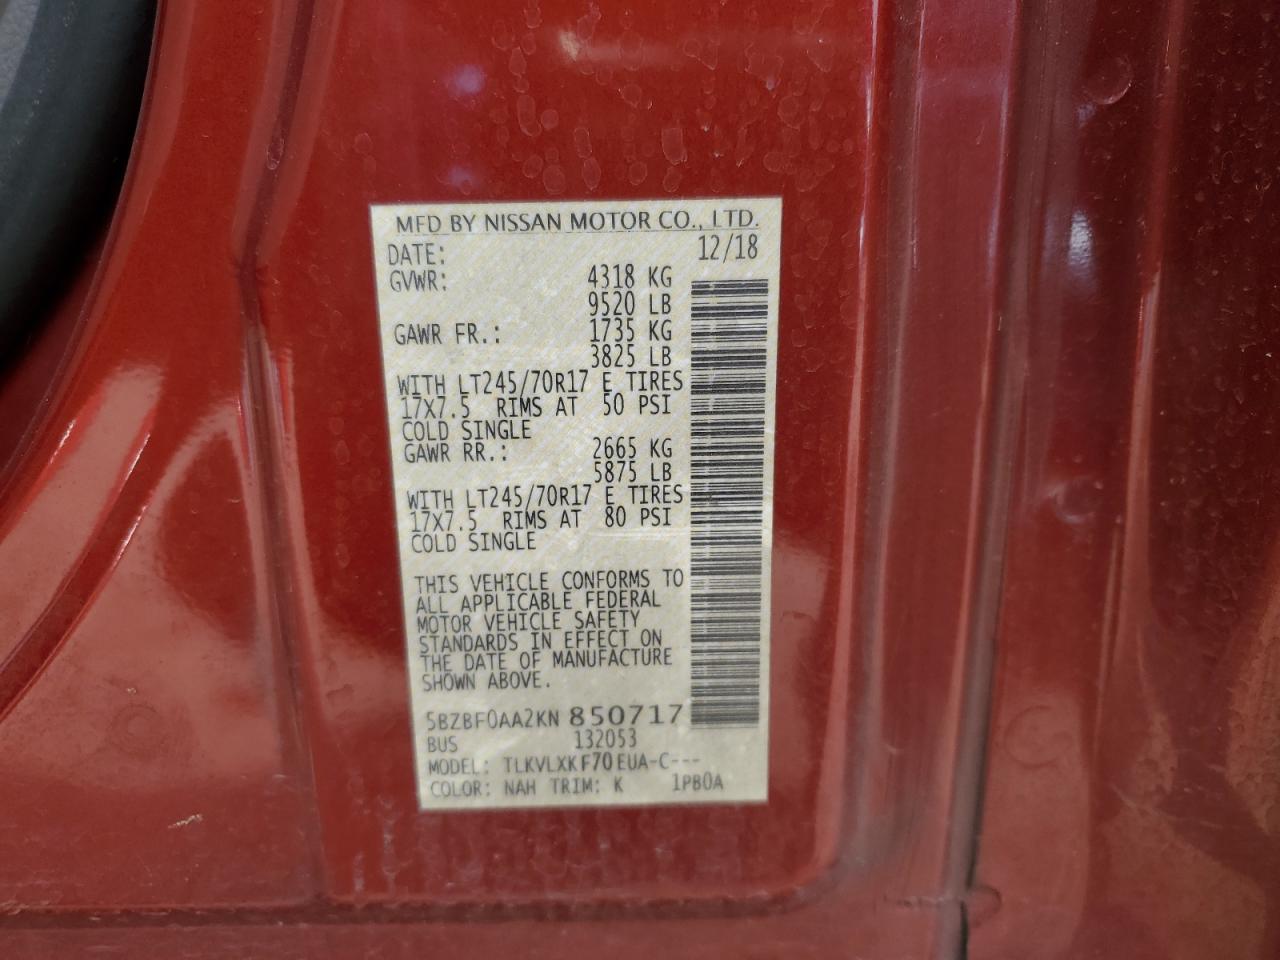 MFD BY NISSAN MOTOR CO., LTD.
DATE: 12/18
GVWR: 4318 KG
9520 LB
GAWR FR.: 1735 KG
3825 LB
WITH LT245/70R17 E TIRES
17X7.5 RIMS AT 50 PSI
COLD SINGLE
GAWR RR.: 2665 KG
5875 LB
WITH LT245/70R17 E TIRES
17X7.5 RIMS AT 80 PSI
COLD SINGLE
THIS VEHICLE CONFORMS TO
ALL APPLICABLE FEDERAL
MOTOR VEHICLE SAFETY
STANDARDS IN EFFECT ON
THE DATE OF MANUFACTURE
SHOWN ABOVE.
5BZBF0AA2KN 850717
BUS 132053
MODEL: TLKVLXKF70EUA-C---
COLOR: NAH TRIM: K 1PB0A